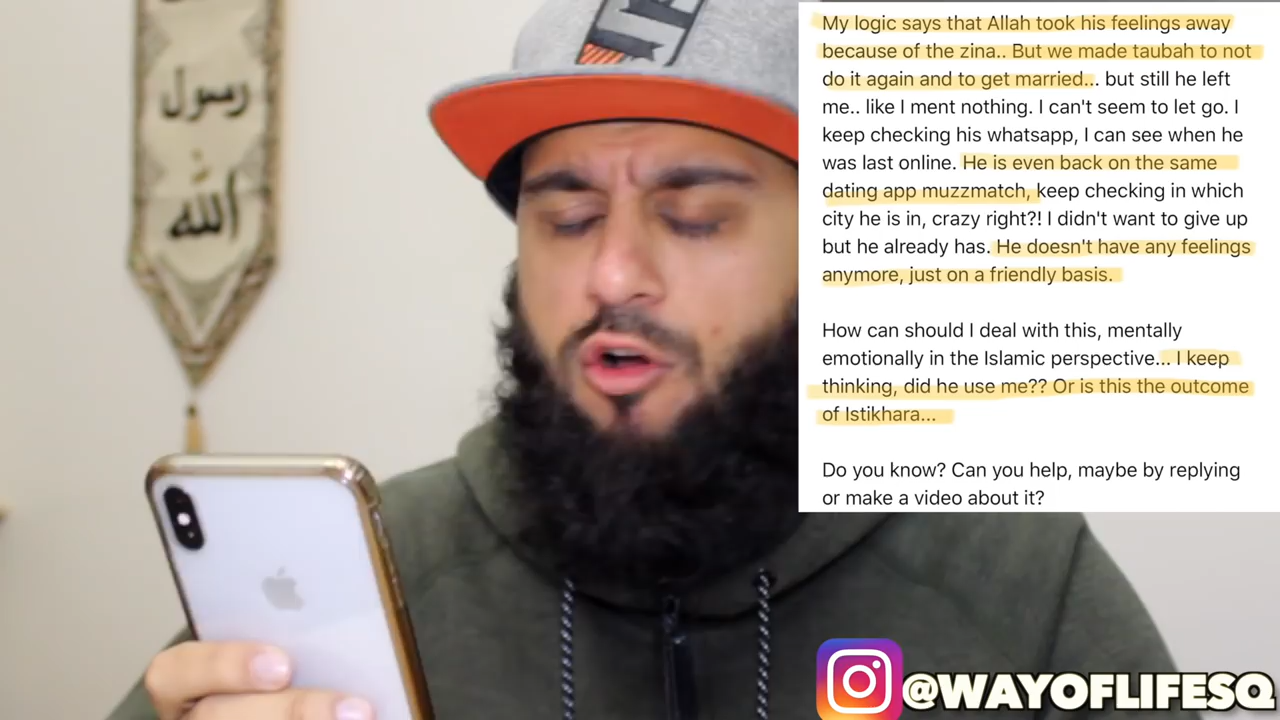 رسول
الله
My logic says that Allah took his feelings away
because of the zina.. But we made taubah to not
do it again and to get married... but still he left
me.. like I ment nothing. I can't seem to let go. I
keep checking his whatsapp, I can see when he
was last online. He is even back on the same
dating app muzzmatch, keep checking in which
city he is in, crazy right?! I didn't want to give up
but he already has. He doesn't have any feelings
anymore, just on a friendly basis.
How can should I deal with this, mentally
emotionally in the Islamic perspective... I keep
thinking, did he use me?? Or is this the outcome
of Istikhara...
Do you know? Can you help, maybe by replying
or make a video about it?
@WAYOFLIFESQ